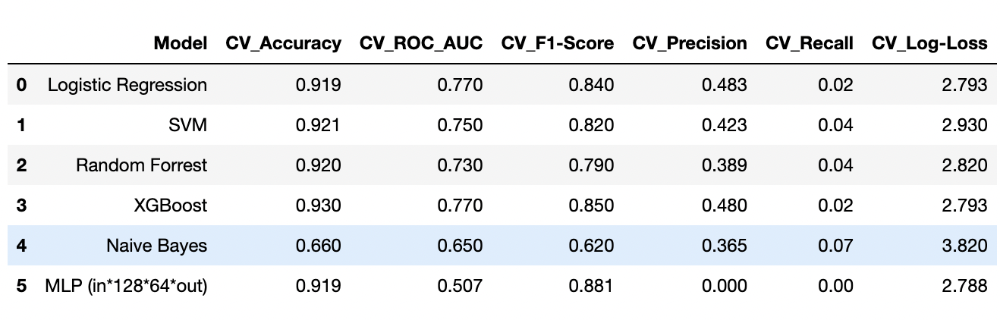 Model CV_Accuracy CV_ROC_AUC CV_F1-Score CV_Precision CV_Recall CV_Log-Loss
0 Logistic Regression 0.919 0.770 0.840 0.483 0.02 2.793
1 SVM 0.921 0.750 0.820 0.423 0.04 2.930
2 Random Forrest 0.920 0.730 0.790 0.389 0.04 2.820
3 XGBoost 0.930 0.770 0.850 0.480 0.02 2.793
4 Naive Bayes 0.660 0.650 0.620 0.365 0.07 3.820
5 MLP (in*128*64*out) 0.919 0.507 0.881 0.000 0.00 2.788